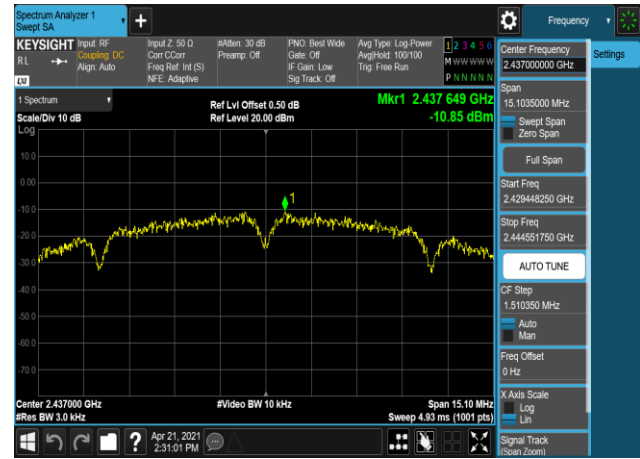 Spectrum Analyzer 1
Swept SA
Frequency
KEYSIGHT
RL
LXI
Input: RF
Coupling: DC
Align: Auto
Input Z: 50 Ω
Corr CCorr
Freq Ref: Int (S)
NFE: Adaptive
#Atten: 30 dB
Preamp: Off
PNO: Best Wide
Gate: Off
IF Gain: Low
Sig Track: Off
Avg Type: Log-Power
Avg|Hold: 100/100
Trig: Free Run
1 2 3 4 5 6
M W W W W W
P N N N N N
1 Spectrum
Scale/Div 10 dB
Log
Ref Lvl Offset 0.50 dB
Ref Level 20.00 dBm
Mkr1 2.437 649 GHz
-10.85 dBm
10.0
0.00
-10.0
-20.0
-30.0
-40.0
-50.0
-60.0
-70.0
1
Center 2.437000 GHz
#Res BW 3.0 kHz
#Video BW 10 kHz
Span 15.10 MHz
Sweep 4.93 ms (1001 pts)
?
Apr 21, 2021
2:31:01 PM
Center Frequency
2.437000000 GHz
Span
15.1035000 MHz
Swept Span
Zero Span
Full Span
Start Freq
2.429448250 GHz
Stop Freq
2.444551750 GHz
AUTO TUNE
CF Step
1.510350 MHz
Auto
Man
Freq Offset
0 Hz
X Axis Scale
Log
Lin
Signal Track
(Span Zoom)
Settings